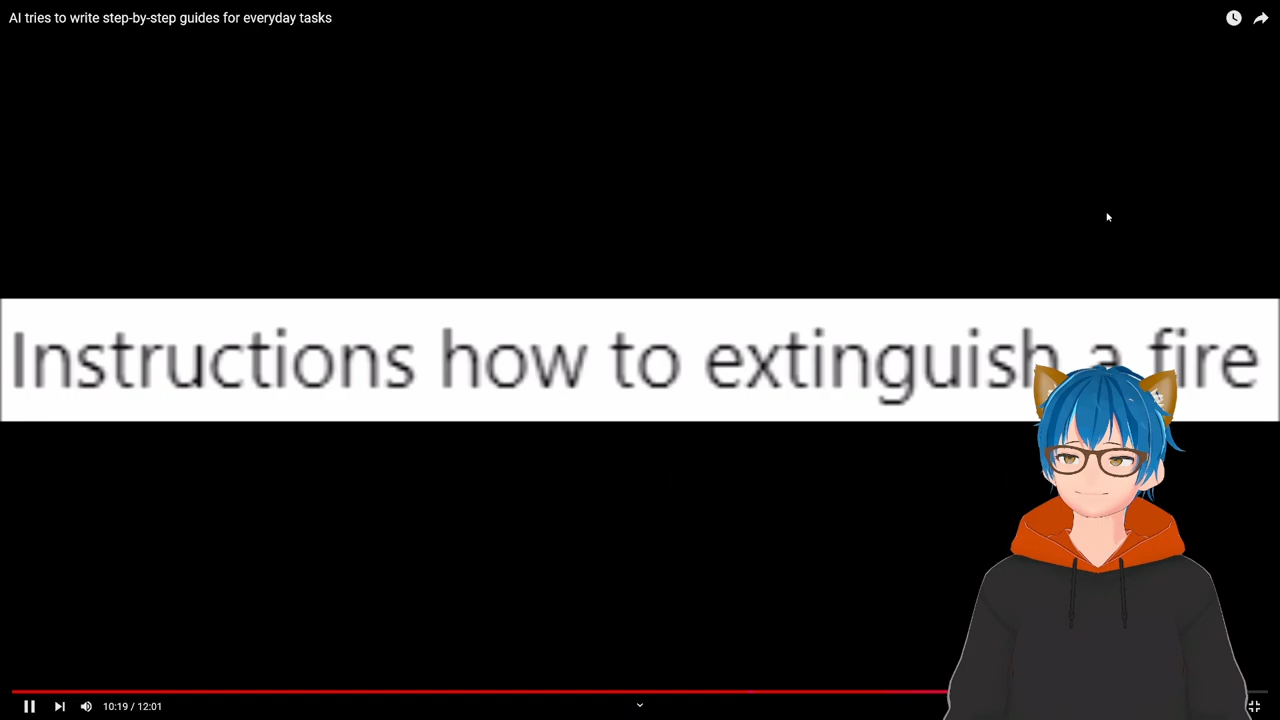 AI tries to write step-by-step guides for everyday tasks
Instructions how to extinguish a fire
10:19 / 12:01